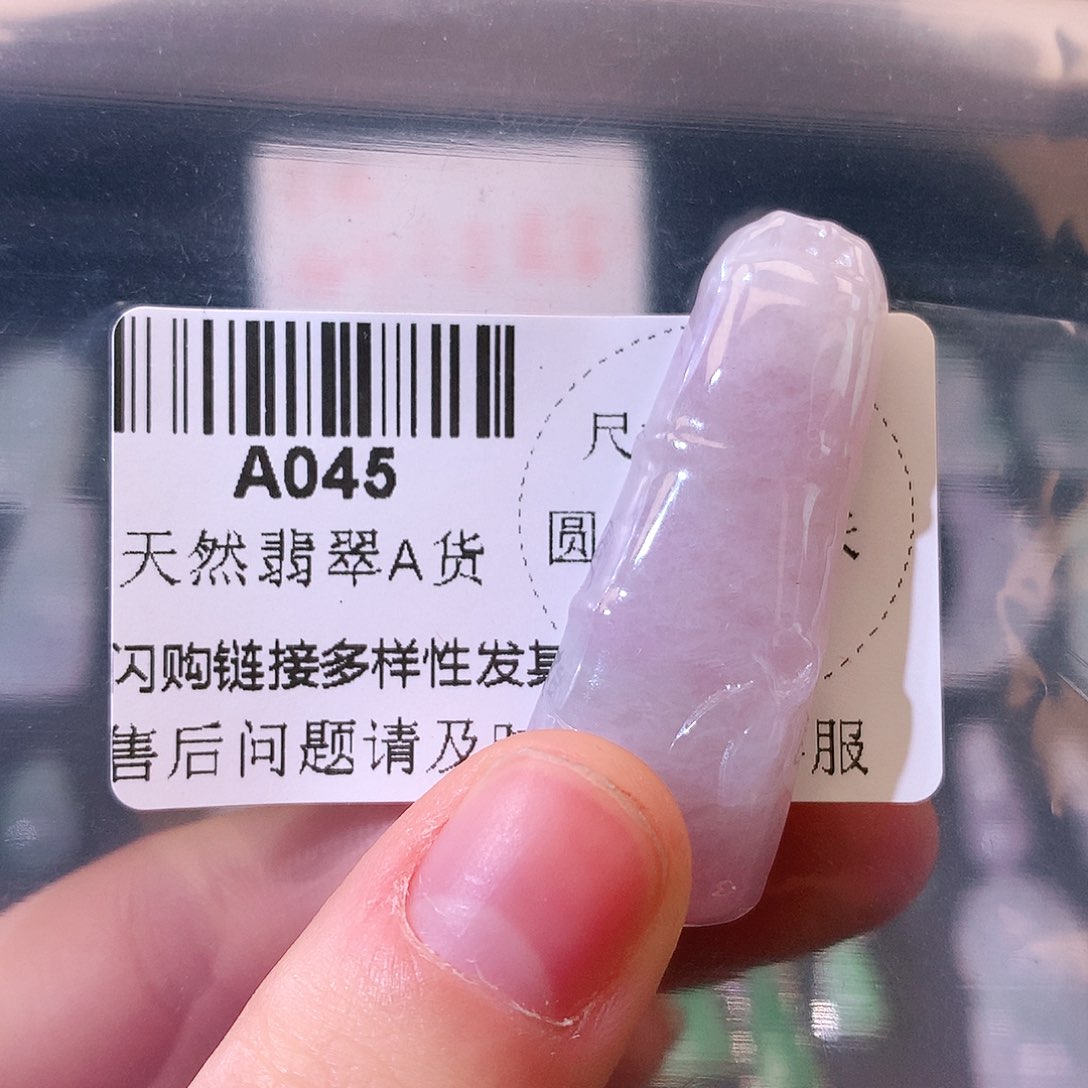 A045
天然翡翠A货
闪购链接多样性发
售后问题请及
服
尺
圆